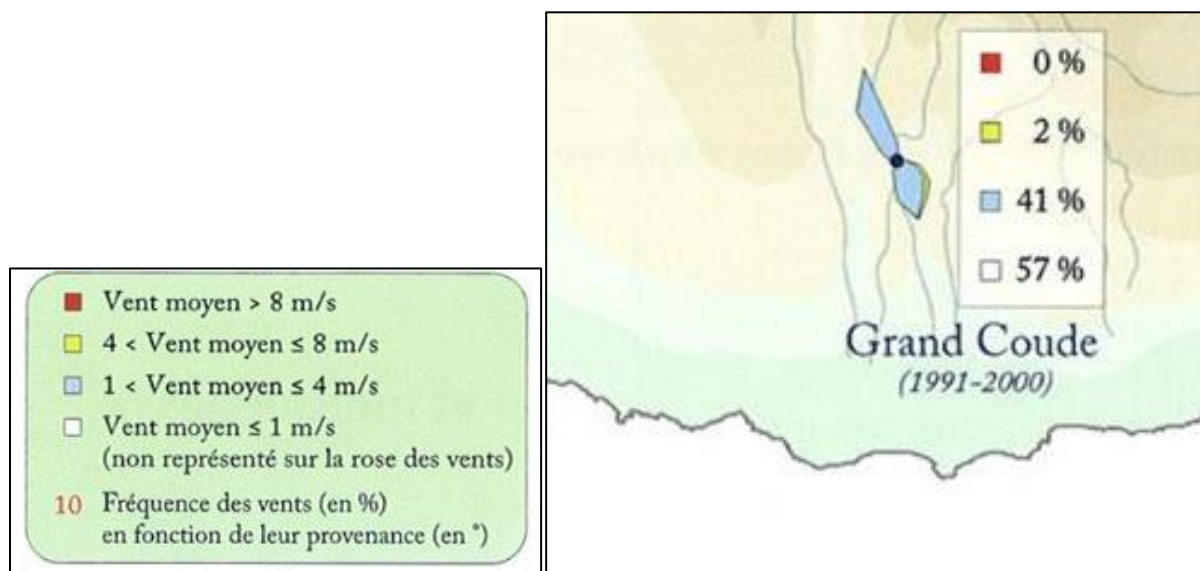 Vent moyen > 8 m/s
4 < Vent moyen ≤ 8 m/s
1 < Vent moyen ≤ 4 m/s
Vent moyen ≤ 1 m/s
(non représenté sur la rose des vents)
10 Fréquence des vents (en %)
en fonction de leur provenance (en °)
0 %
2 %
41 %
57 %
Grand Coude
(1991-2000)